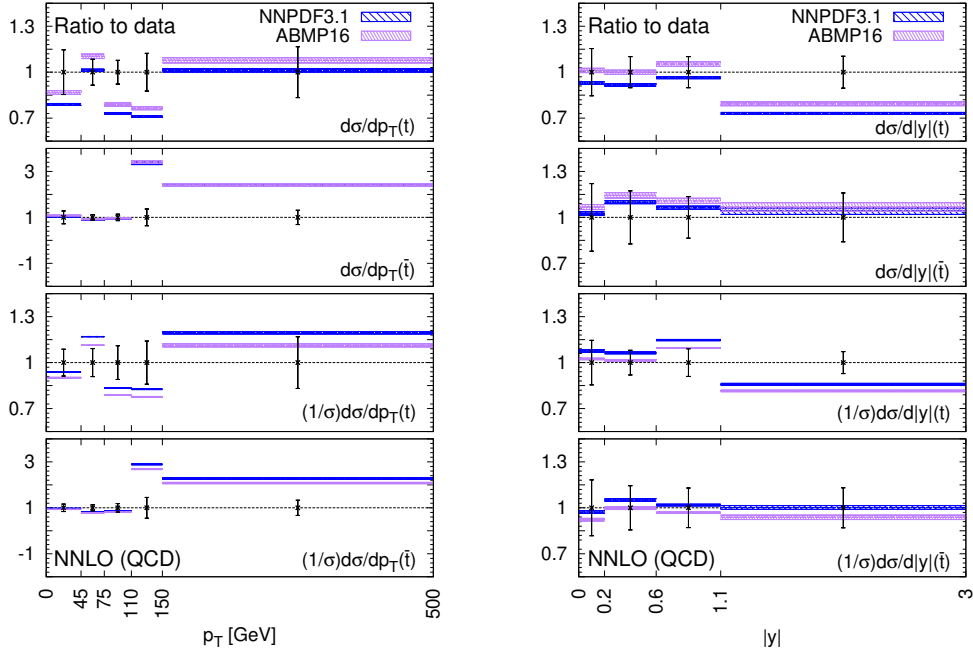 Ratio to data
NNPDF3.1
ABMP16
1.3
1
0.7
dσ/dp_T(t)
3
1
-1
dσ/dp_T(t̄)
1.3
1
0.7
(1/σ)dσ/dp_T(t)
3
1
-1
NNLO (QCD)
(1/σ)dσ/dp_T(t̄)
0 45 75 110 150 500
p_T [GeV]
Ratio to data
NNPDF3.1
ABMP16
1.3
1
0.7
dσ/d|y|(t)
1.3
1
0.7
dσ/d|y|(t̄)
1.3
1
0.7
(1/σ)dσ/d|y|(t)
1.3
1
0.7
NNLO (QCD)
(1/σ)dσ/d|y|(t̄)
0 0.2 0.6 1.1 3
|y|